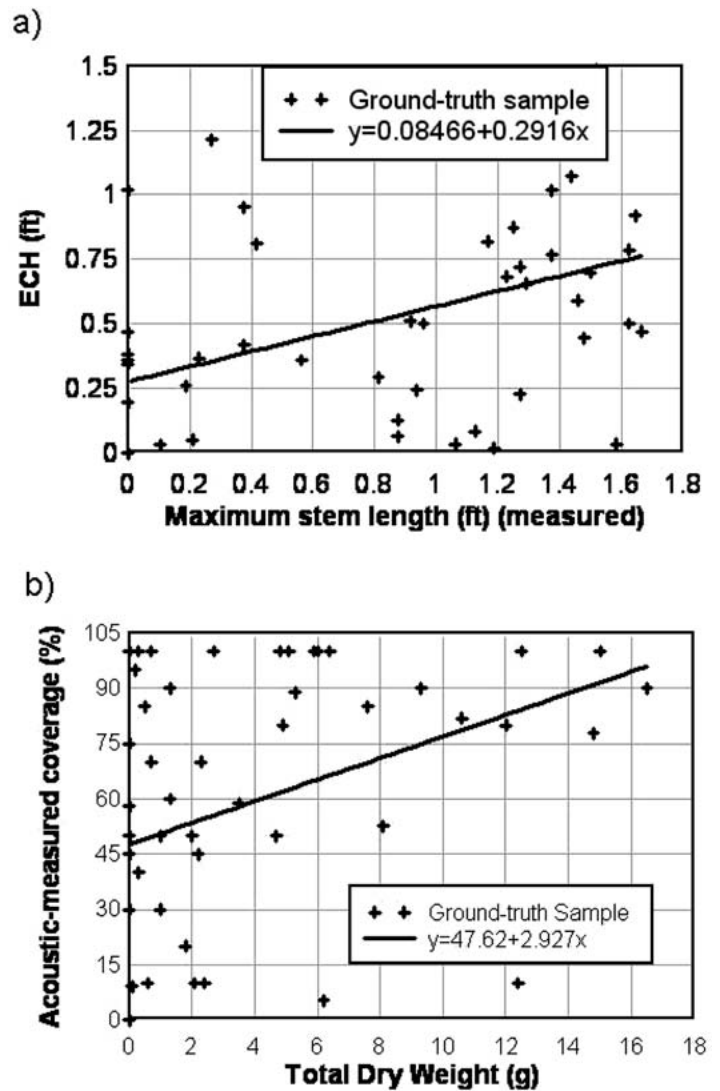 a)
1.5
1.25
1
0.75
0.5
0.25
0
ECH (ft)
Ground-truth sample
y=0.08466+0.2916x
0 0.2 0.4 0.6 0.8 1 1.2 1.4 1.6 1.8
Maximum stem length (ft) (measured)
b)
105
90
75
60
45
30
15
0
Acoustic-measured coverage (%)
Ground-truth Sample
y=47.62+2.927x
0 2 4 6 8 10 12 14 16 18
Total Dry Weight (g)